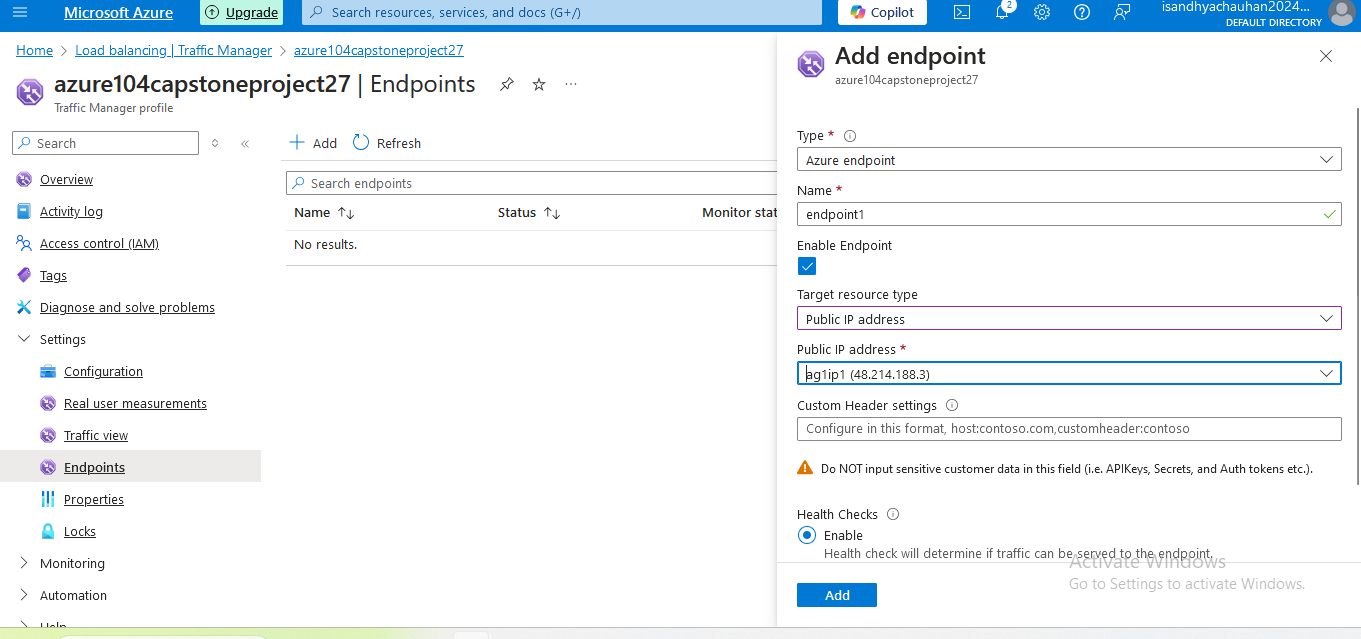 Microsoft Azure
Upgrade
Search resources, services, and docs (G+/)
Copilot
2
isandhyachauhan2024...
DEFAULT DIRECTORY
Home > Load balancing | Traffic Manager > azure104capstoneproject27
azure104capstoneproject27 | Endpoints
...
Traffic Manager profile
Search
«
Overview
Activity log
Access control (IAM)
Tags
Diagnose and solve problems
Settings
Configuration
Real user measurements
Traffic view
Endpoints
Properties
Locks
Monitoring
Automation
Help
Add
Refresh
Search endpoints
Name ↑↓ Status ↑↓ Monitor stat
No results.
Add endpoint
azure104capstoneproject27
Type *
Azure endpoint
Name *
endpoint1
Enable Endpoint
Target resource type
Public IP address
Public IP address *
ag1ip1 (48.214.188.3)
Custom Header settings
Configure in this format, host:contoso.com,customheader:contoso
Do NOT input sensitive customer data in this field (i.e. APIKeys, Secrets, and Auth tokens etc.).
Health Checks
Enable
Health check will determine if traffic can be served to the endpoint.
Activate Windows
Go to Settings to activate Windows.
Add